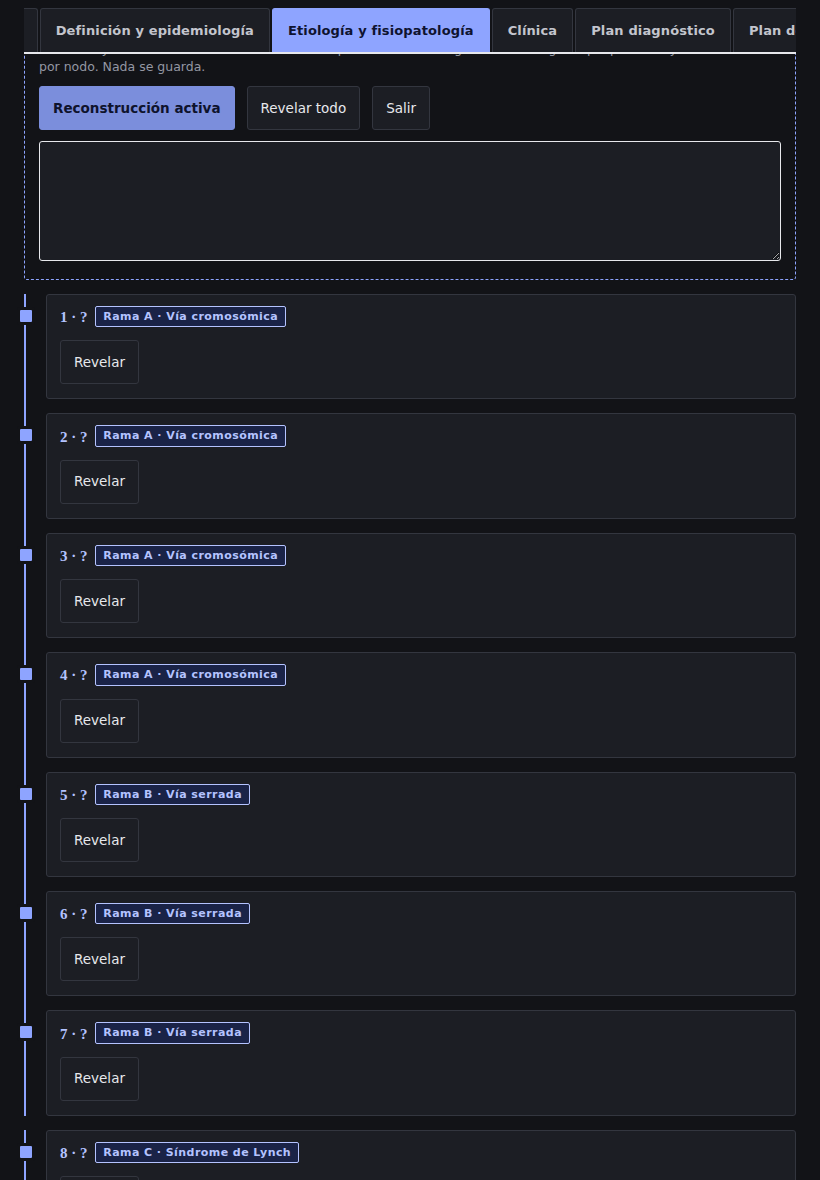 Definición y epidemiología
Etiología y fisiopatología
Clínica
Plan diagnóstico
Plan d
por nodo. Nada se guarda.
Reconstrucción activa
Revelar todo
Salir
1 · ? Rama A · Vía cromosómica
Revelar
2 · ? Rama A · Vía cromosómica
Revelar
3 · ? Rama A · Vía cromosómica
Revelar
4 · ? Rama A · Vía cromosómica
Revelar
5 · ? Rama B · Vía serrada
Revelar
6 · ? Rama B · Vía serrada
Revelar
7 · ? Rama B · Vía serrada
Revelar
8 · ? Rama C · Síndrome de Lynch